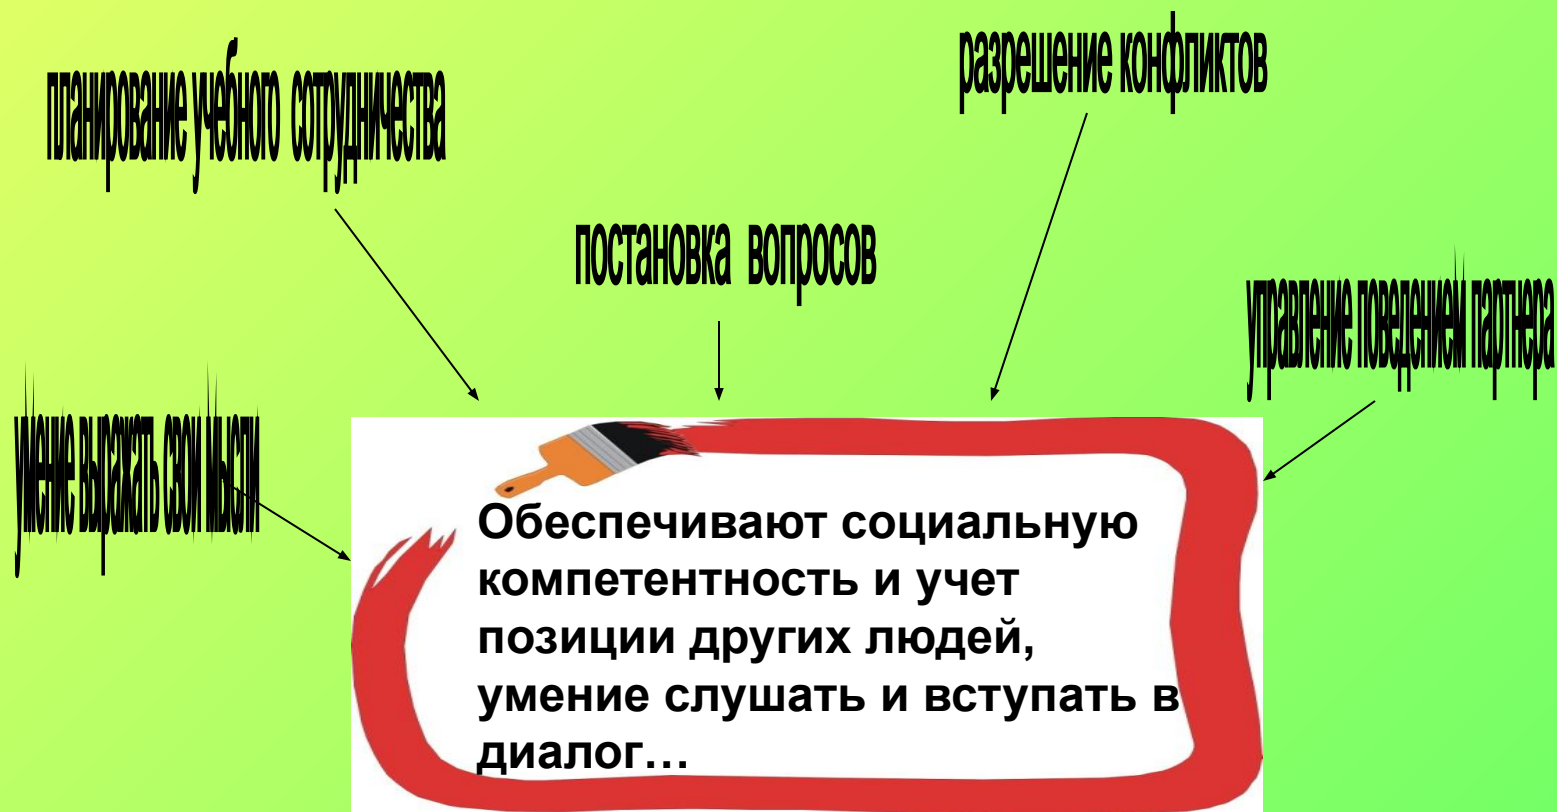 разрешение конфликтов
планирование учебного сотрудничества
постановка вопросов
управление поведением партнера
умение выражать свои мысли
Обеспечивают социальную
компетентность и учет
позиции других людей,
умение слушать и вступать в
диалог…